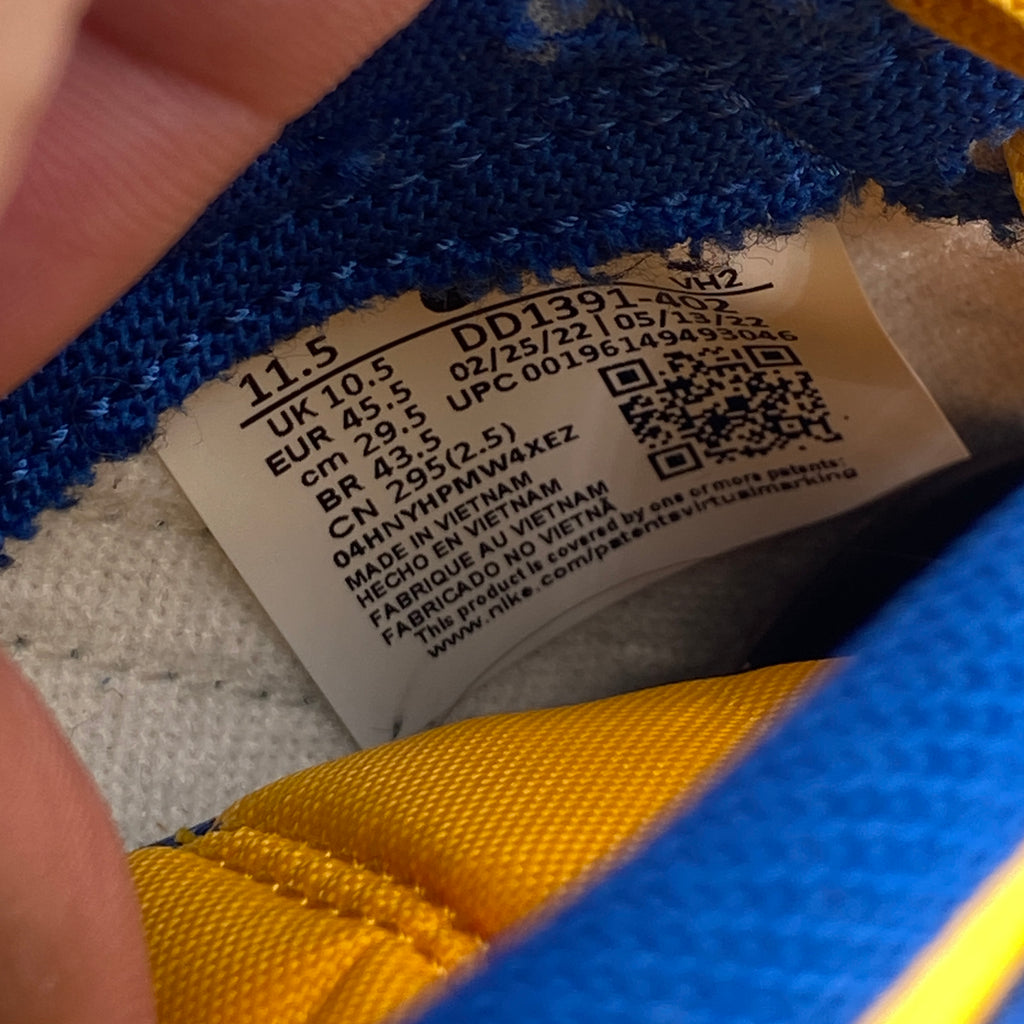 11.5 VH2
UK 10.5 DD1391-402
EUR 45.5 02/25/22 | 05/13/22
cm 29.5 UPC 00196149493046
BR 43.5
CN 295(2.5)
04HNYHPMW4XEZ
MADE IN VIETNAM
HECHO EN VIETNAM
FABRIQUE AU VIETNAM
FABRICADO NO VIETNÃ
This product is covered by one or more patents:
www.nike.com/patentsvirtualmarking